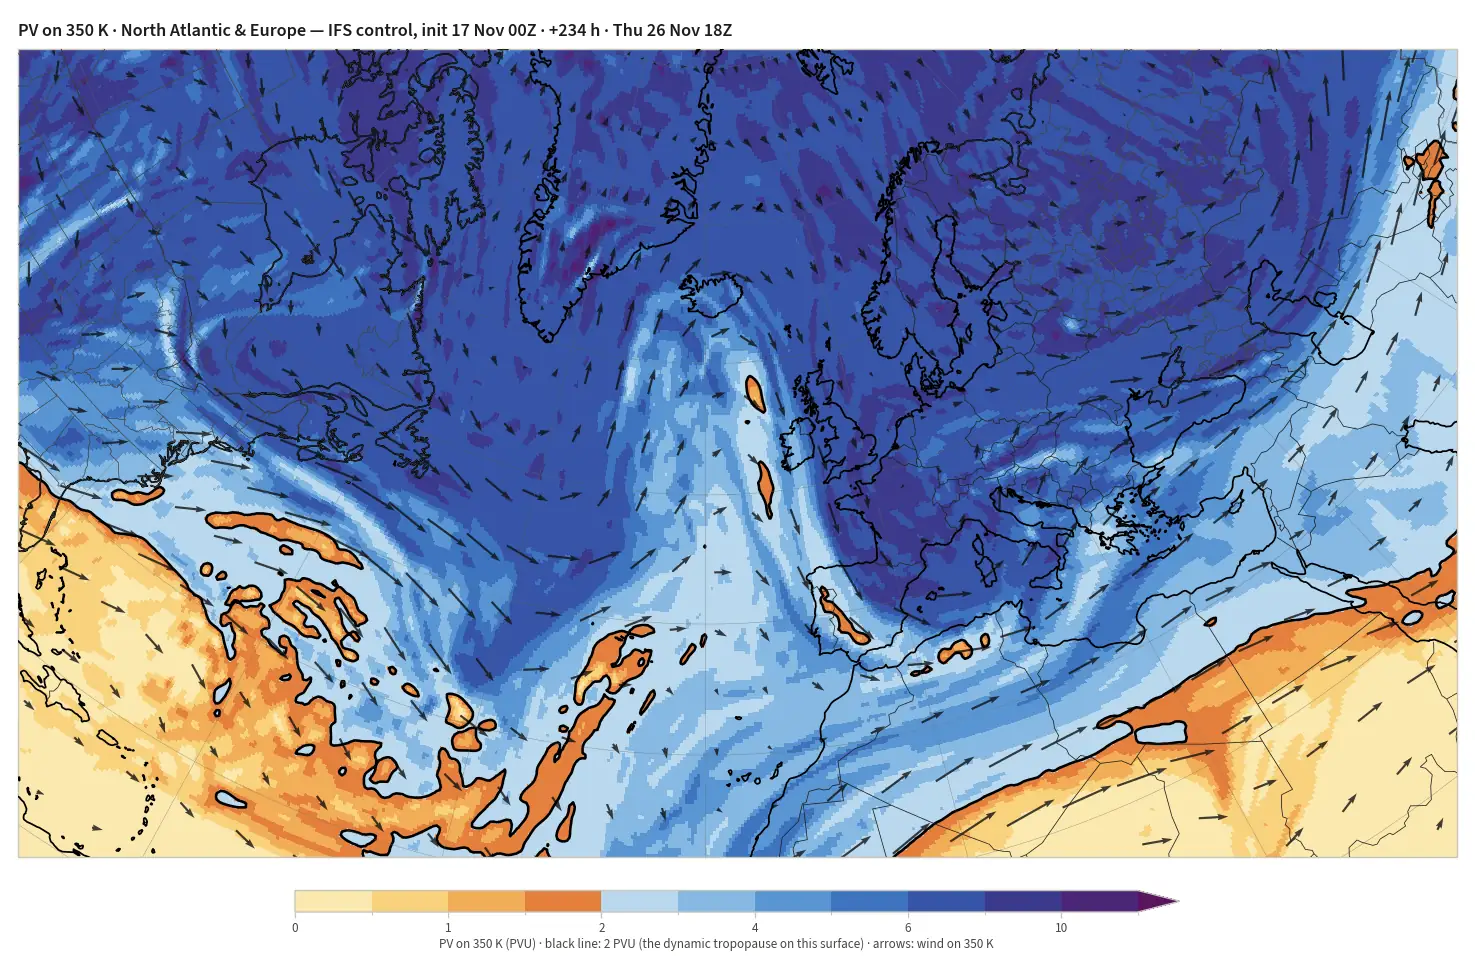 PV on 350 K · North Atlantic & Europe — IFS control, init 17 Nov 00Z · +234 h · Thu 26 Nov 18Z
0 1 2 4 6 10
PV on 350 K (PVU) · black line: 2 PVU (the dynamic tropopause on this surface) · arrows: wind on 350 K